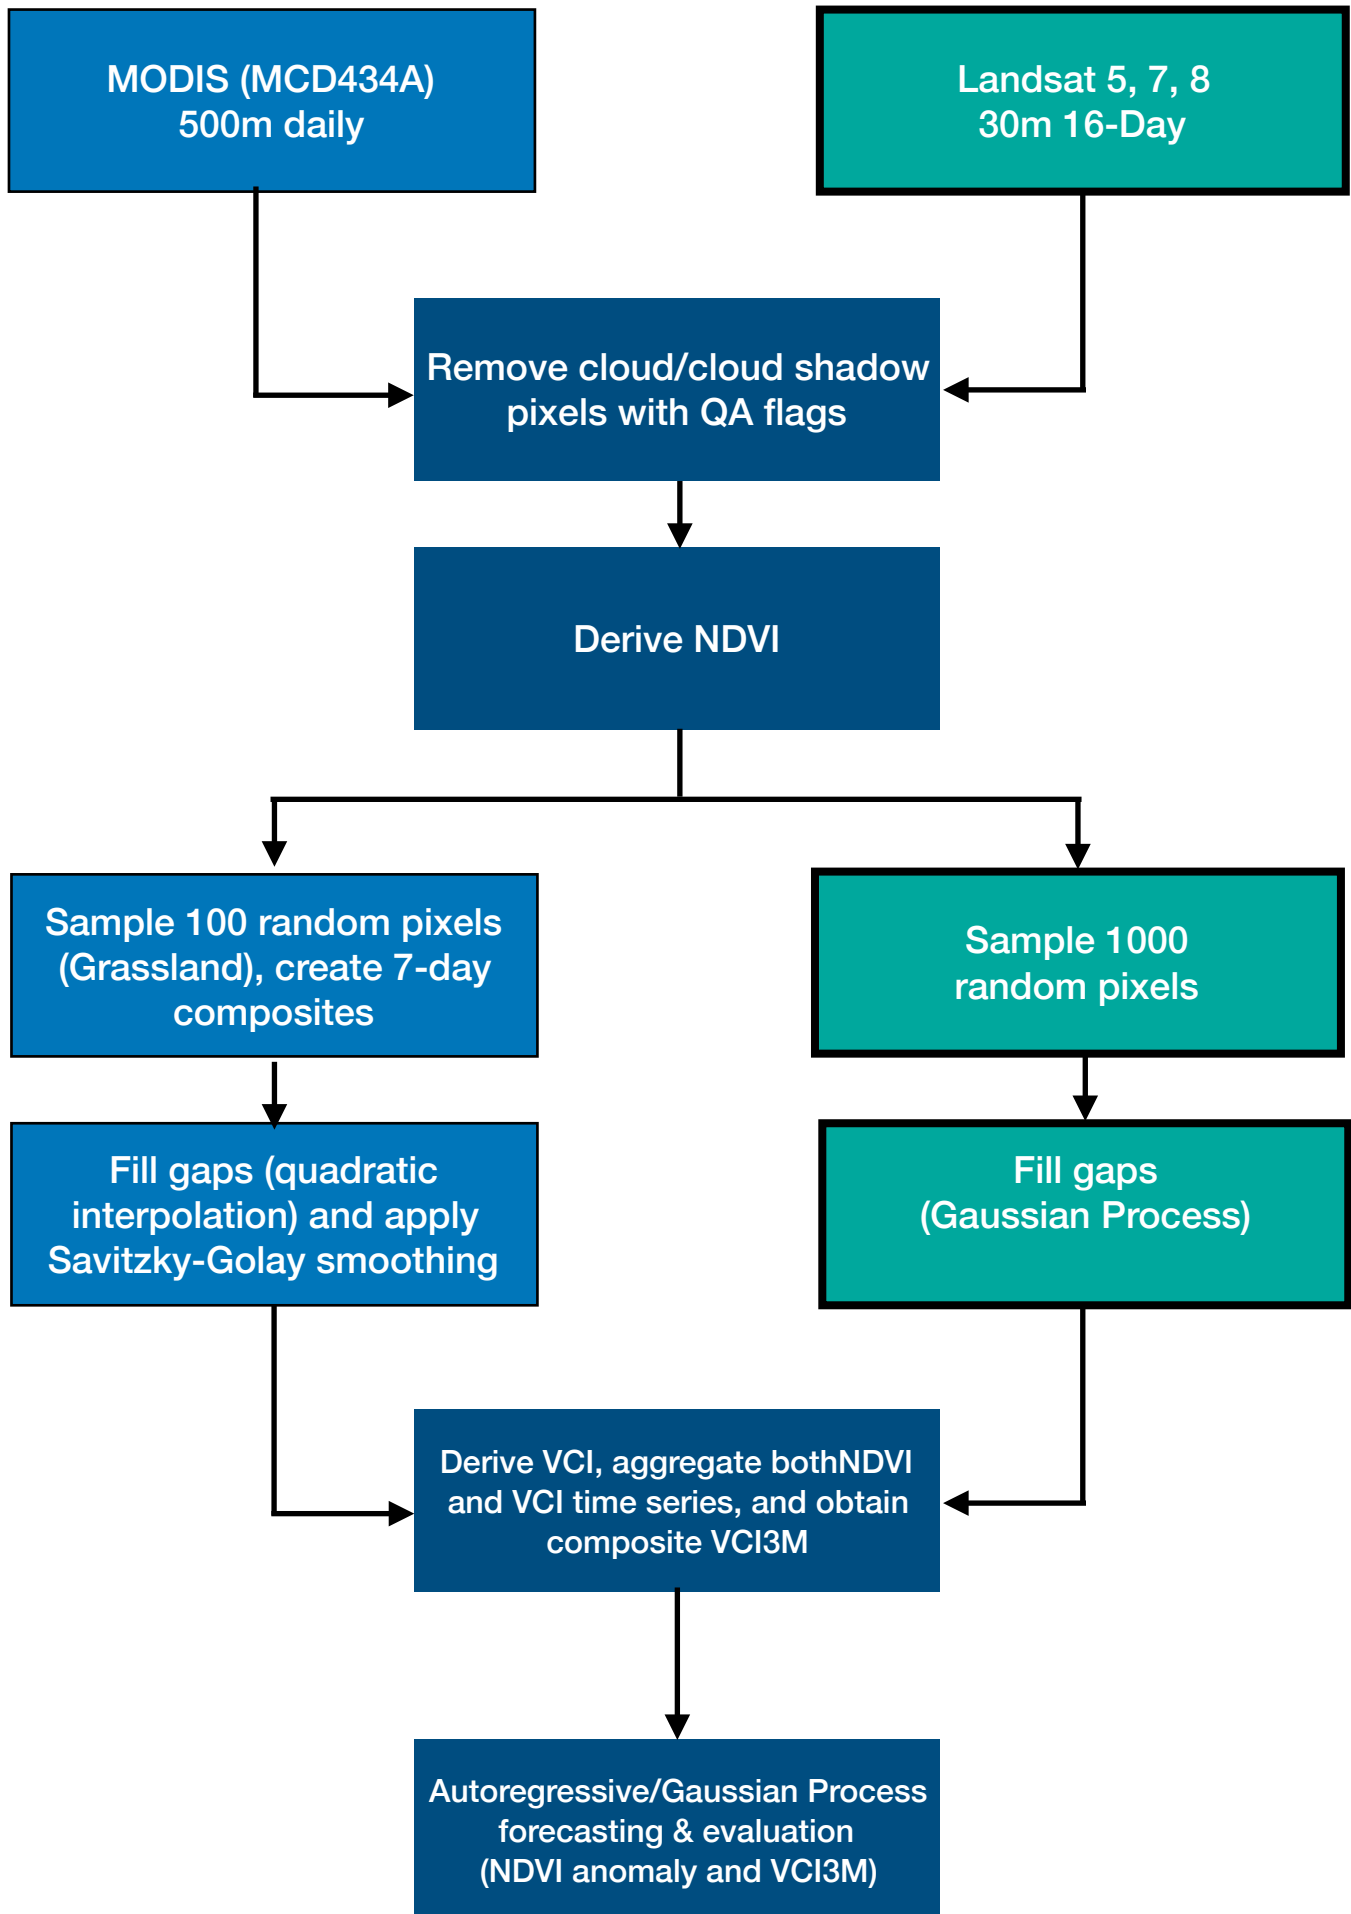 MODIS (MCD434A)
500m daily
Landsat 5, 7, 8
30m 16-Day
Remove cloud/cloud shadow
pixels with QA flags
Derive NDVI
Sample 100 random pixels
(Grassland), create 7-day
composites
Sample 1000
random pixels
Fill gaps (quadratic
interpolation) and apply
Savitzky-Golay smoothing
Fill gaps
(Gaussian Process)
Derive VCI, aggregate bothNDVI
and VCI time series, and obtain
composite VCI3M
Autoregressive/Gaussian Process
forecasting & evaluation
(NDVI anomaly and VCI3M)